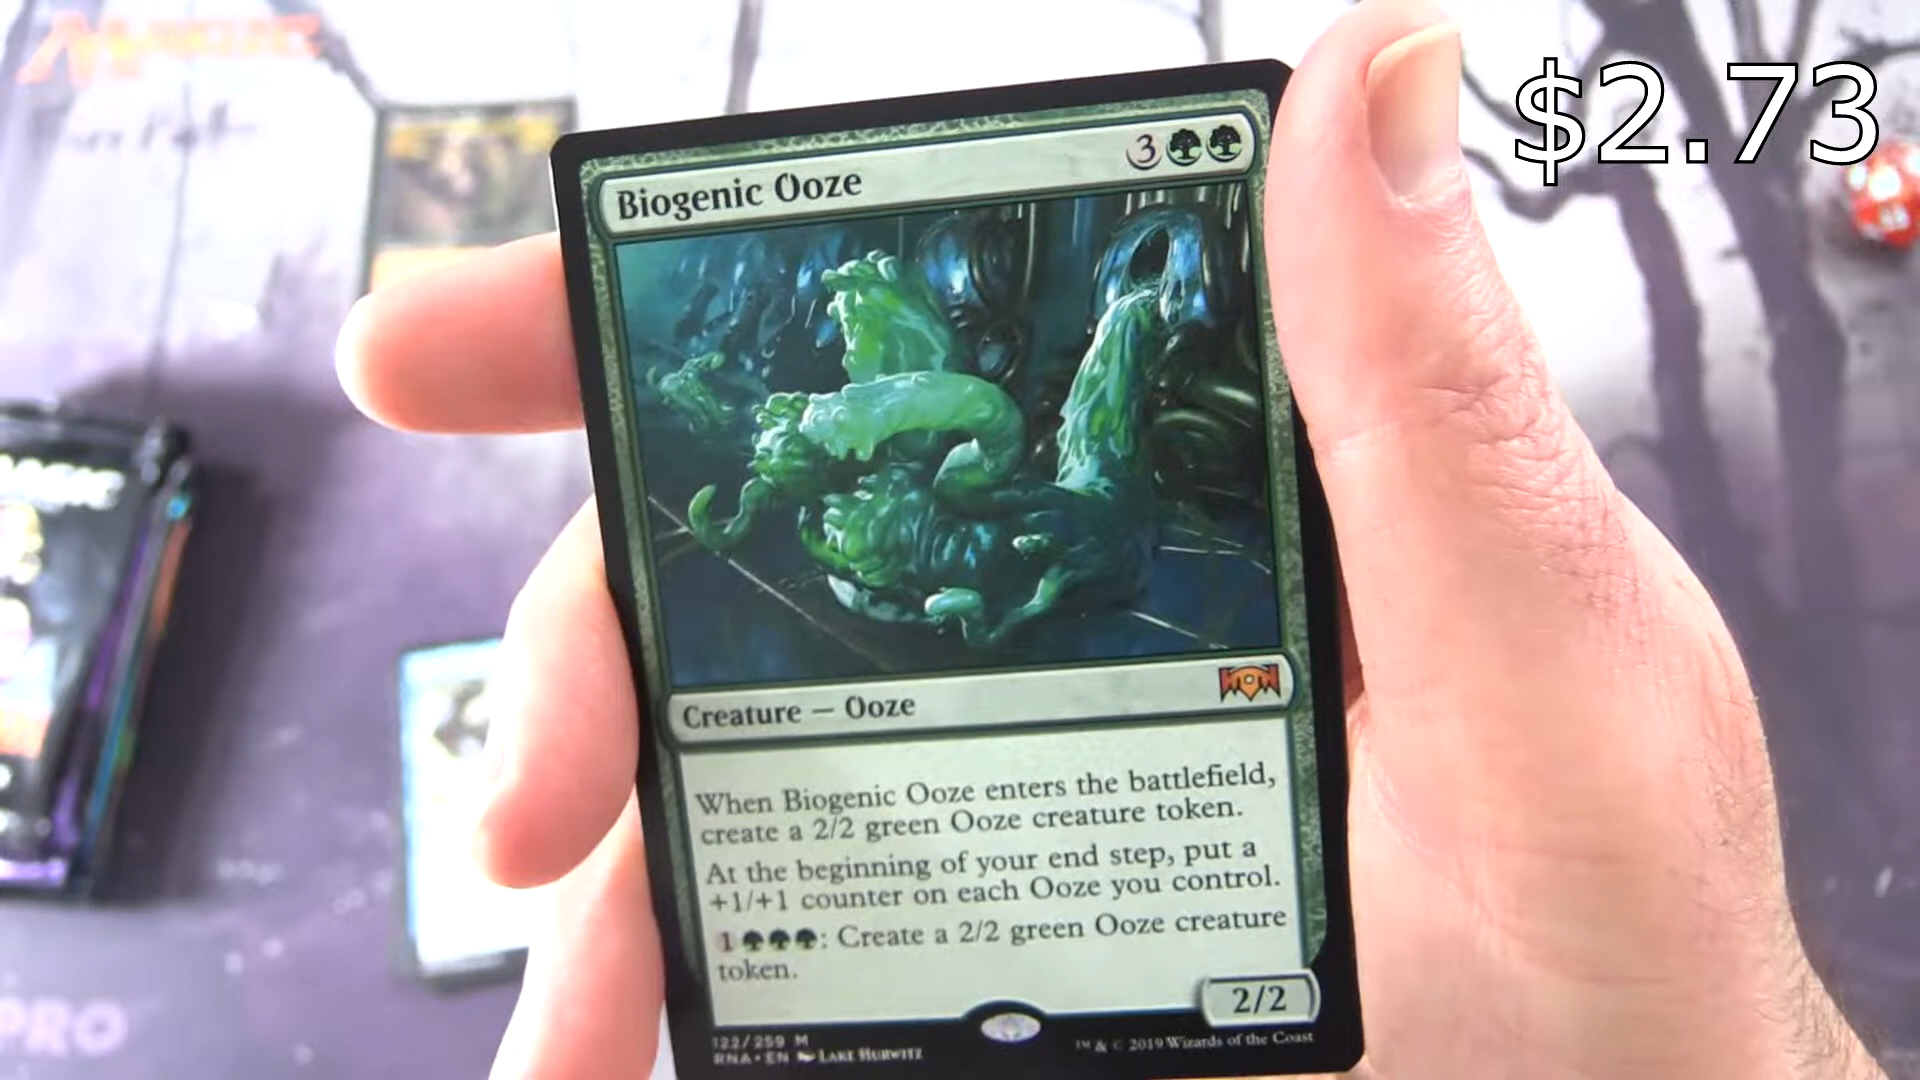 $2.73
Biogenic Ooze
3
Creature — Ooze
When Biogenic Ooze enters the battlefield,
create a 2/2 green Ooze creature token.
At the beginning of your end step, put a
+1/+1 counter on each Ooze you control.
1 : Create a 2/2 green Ooze creature
token.
2/2
122/259 M
RNA • EN Lake Hurwitz
™ & © 2019 Wizards of the Coast
PRO